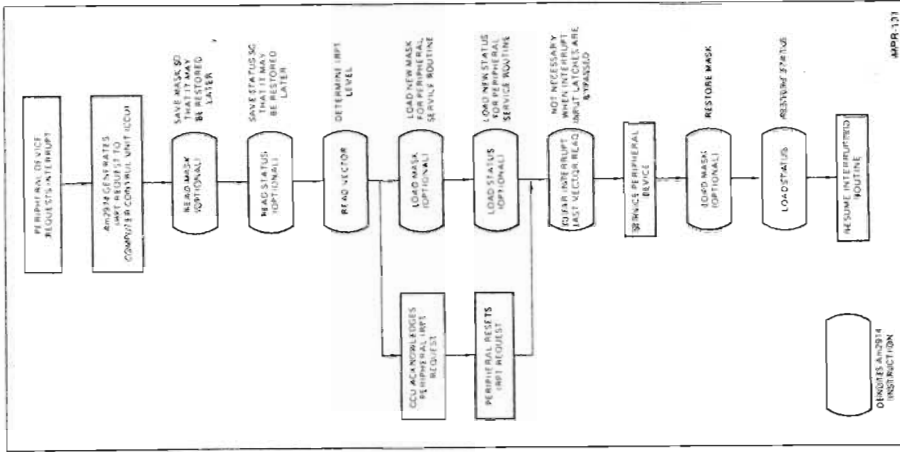 PERIPHERAL DEVICE
REQUESTS INTERRUPT
Am2914 GENERATES
IRPT REQUEST TO
COMPUTER CONTROL UNIT (CCU)
READ MASK
(OPTIONAL)
SAVE MASK SO
THAT IT MAY
BE RESTORED
LATER
READ STATUS
(OPTIONAL)
SAVE STATUS SO
THAT IT MAY
BE RESTORED
LATER
READ VECTOR
DETERMINE IRPT
LEVEL
CCU ACKNOWLEDGES
PERIPHERAL IRPT
REQUEST
LOAD MASK
(OPTIONAL)
LOAD NEW MASK
FOR PERIPHERAL
SERVICE ROUTINE
PERIPHERAL RESETS
IRPT REQUEST
LOAD STATUS
(OPTIONAL)
LOAD NEW STATUS
FOR PERIPHERAL
SERVICE ROUTINE
CLEAR INTERRUPT
LAST VECTOR READ
NOT NECESSARY
WHEN INTERRUPT
INPUT LATCHES ARE
BYPASSED
SERVICE PERIPHERAL
DEVICE
LOAD MASK
(OPTIONAL)
RESTORE MASK
LOAD STATUS
RESTORE STATUS
RESUME INTERRUPTED
ROUTINE
DENOTES Am2914
INSTRUCTION
MPR-131